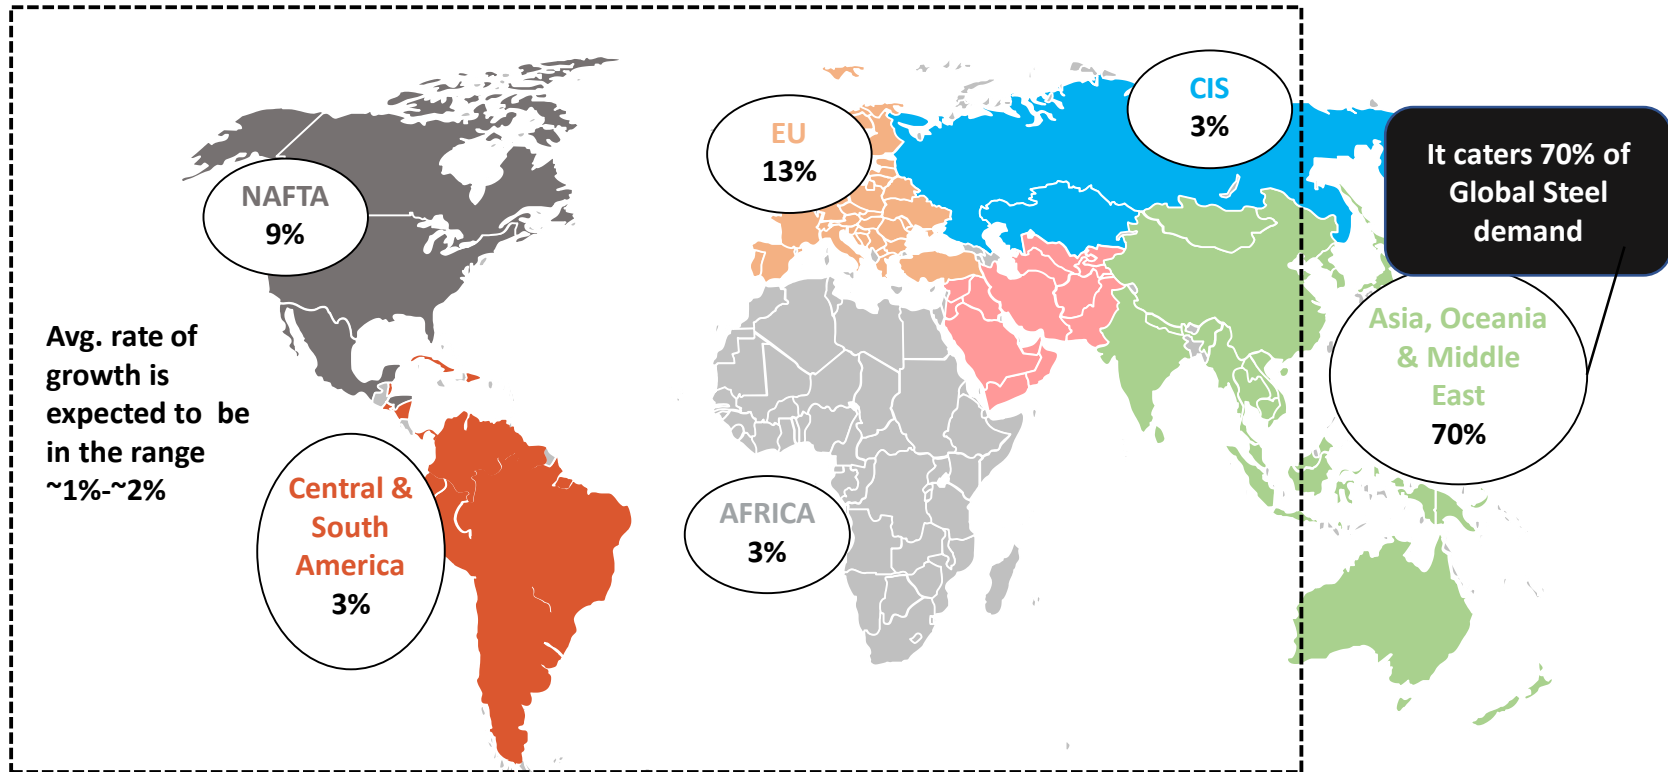 NAFTA
9%
EU
13%
CIS
3%
It caters 70% of
Global Steel
demand
Avg. rate of
growth is
expected to be
in the range
~1%-~2%
Asia, Oceania
& Middle
East
70%
Central &
South
America
3%
AFRICA
3%